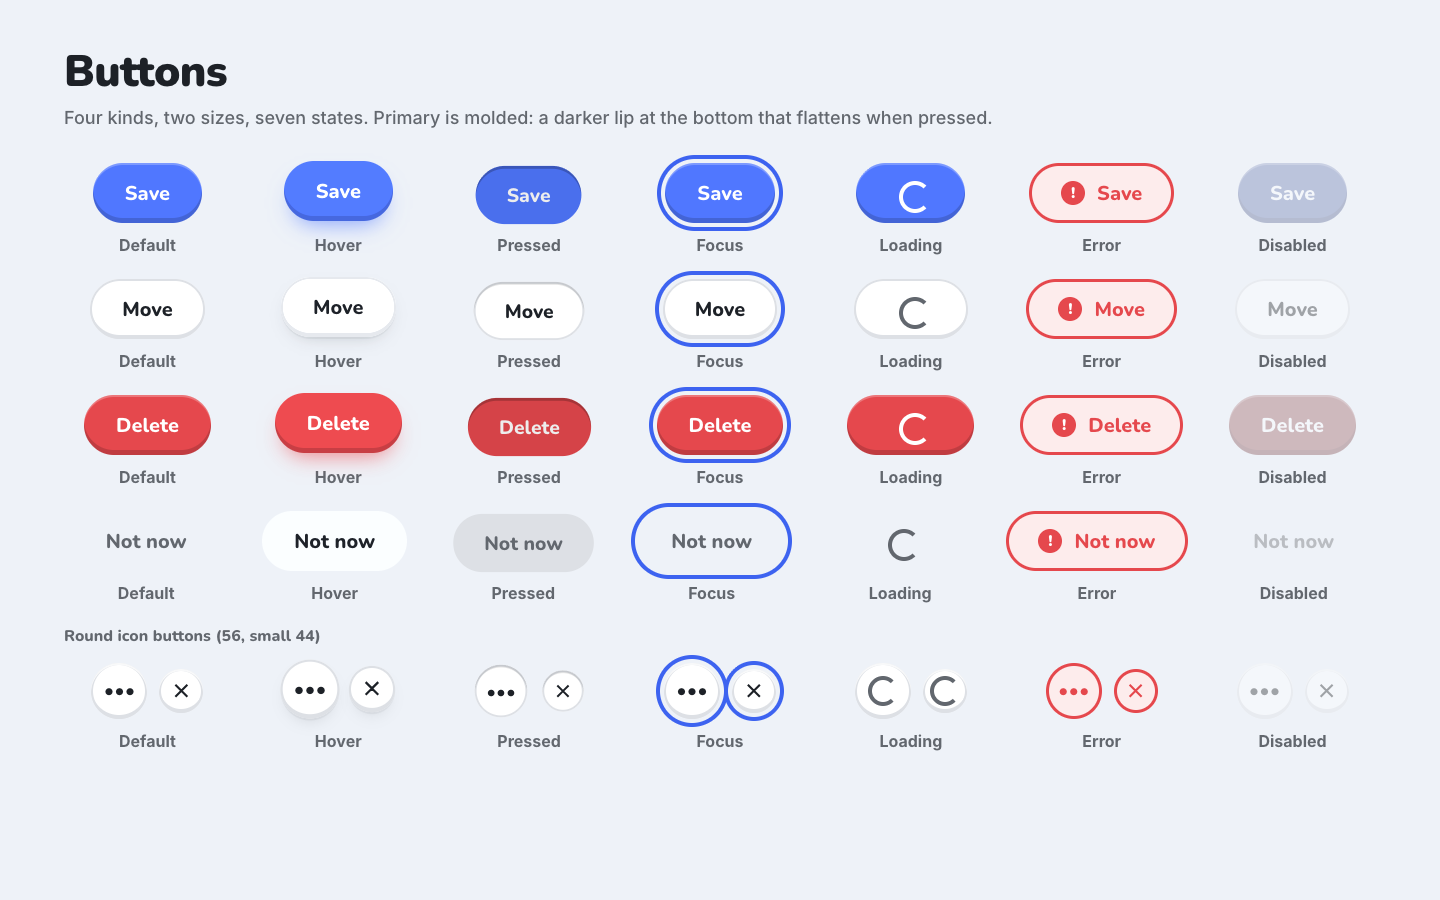 Buttons
Four kinds, two sizes, seven states. Primary is molded: a darker lip at the bottom that flattens when pressed.
Save Save Save Save ! Save Save
Default Hover Pressed Focus Loading Error Disabled
Move Move Move Move ! Move Move
Default Hover Pressed Focus Loading Error Disabled
Delete Delete Delete Delete ! Delete Delete
Default Hover Pressed Focus Loading Error Disabled
Not now Not now Not now Not now ! Not now Not now
Default Hover Pressed Focus Loading Error Disabled
Round icon buttons (56, small 44)
Default Hover Pressed Focus Loading Error Disabled